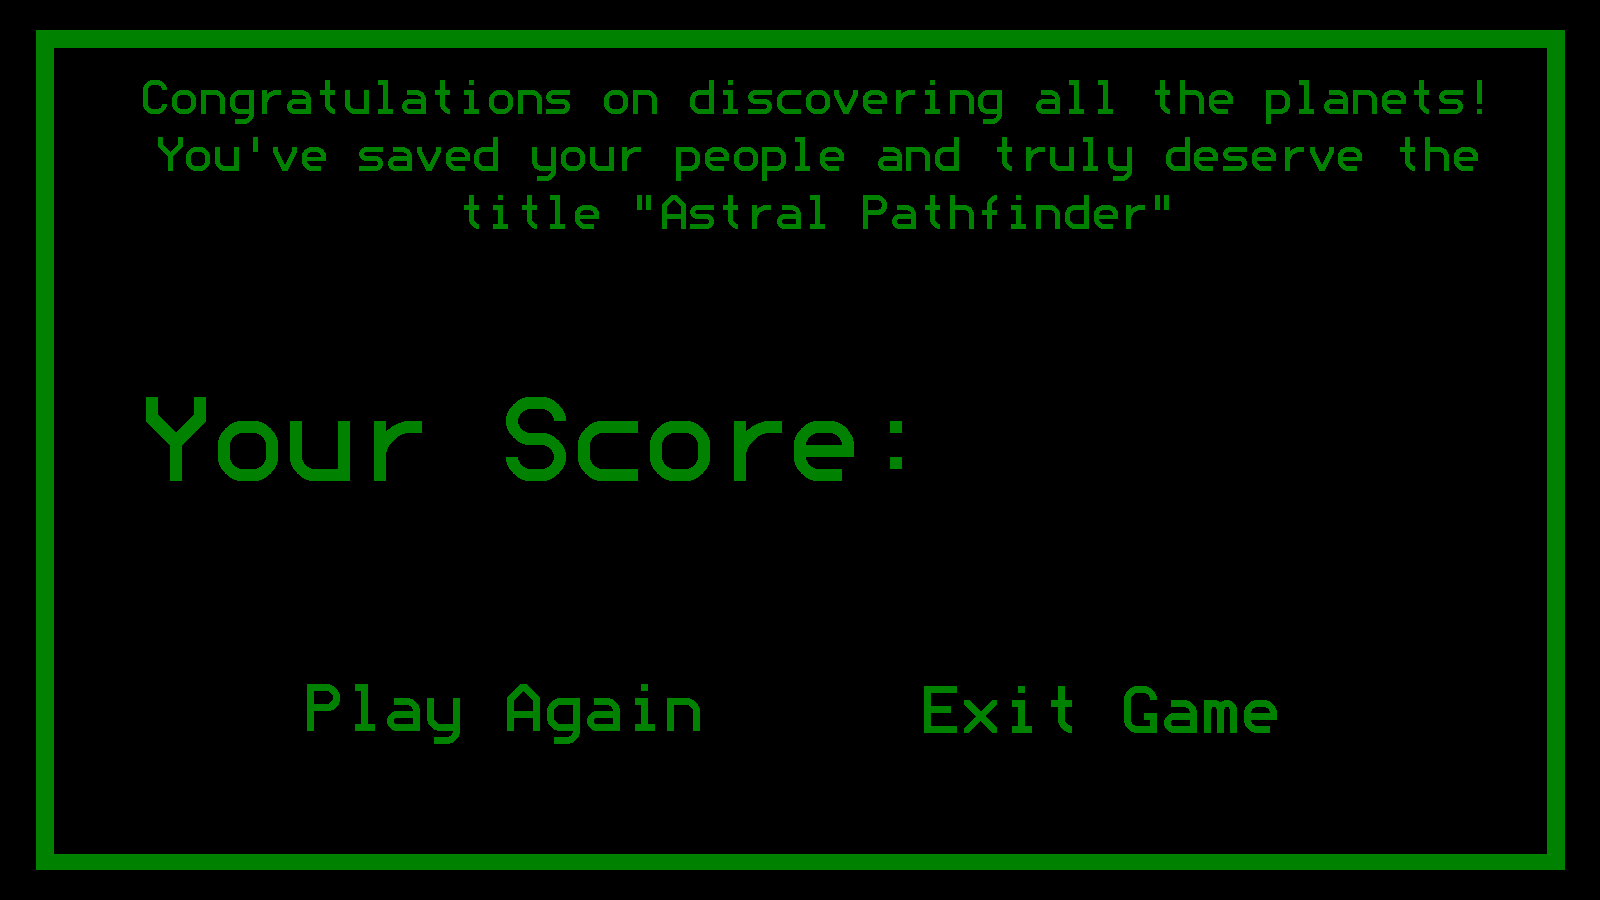 Congratulations on discovering all the planets!
You've saved your people and truly deserve the
title "Astral Pathfinder"
Your Score:
Play Again
Exit Game